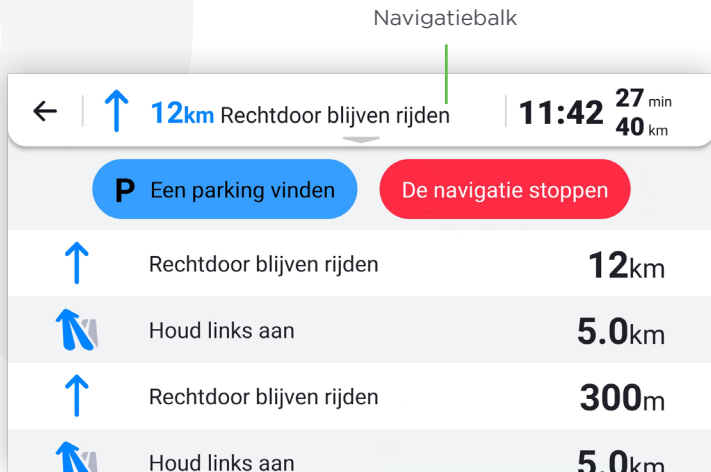 Navigatiebalk
12km Rechtdoor blijven rijden 11:42 27 min
40 km
P Een parking vinden De navigatie stoppen
Rechtdoor blijven rijden 12km
Houd links aan 5.0km
Rechtdoor blijven rijden 300m
Houd links aan 5.0km